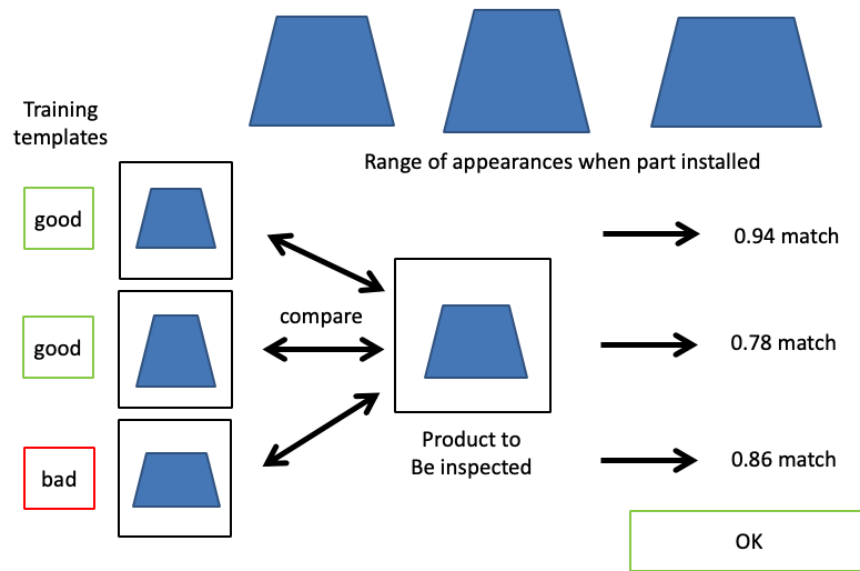 Training
templates
Range of appearances when part installed
good
0.94 match
compare
good
0.78 match
Product to
Be inspected
bad
0.86 match
OK